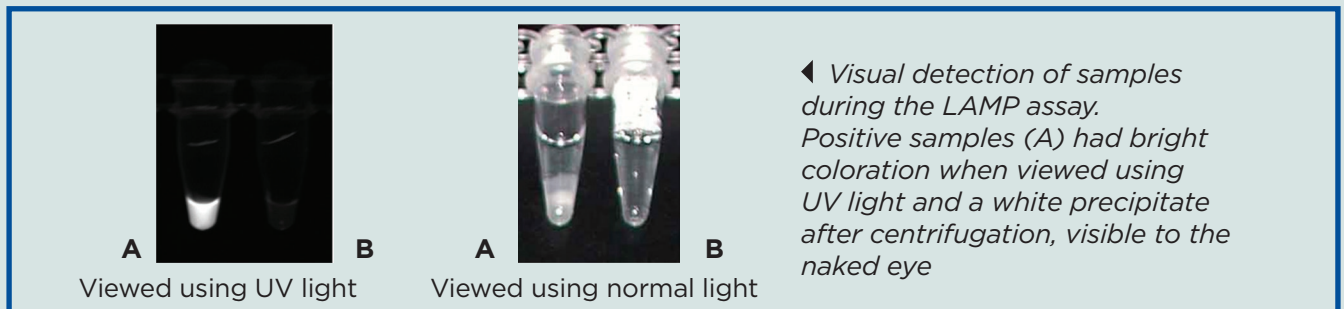 A
B
Viewed using UV light
A
B
Viewed using normal light
◀ Visual detection of samples
during the LAMP assay.
Positive samples (A) had bright
coloration when viewed using
UV light and a white precipitate
after centrifugation, visible to the
naked eye